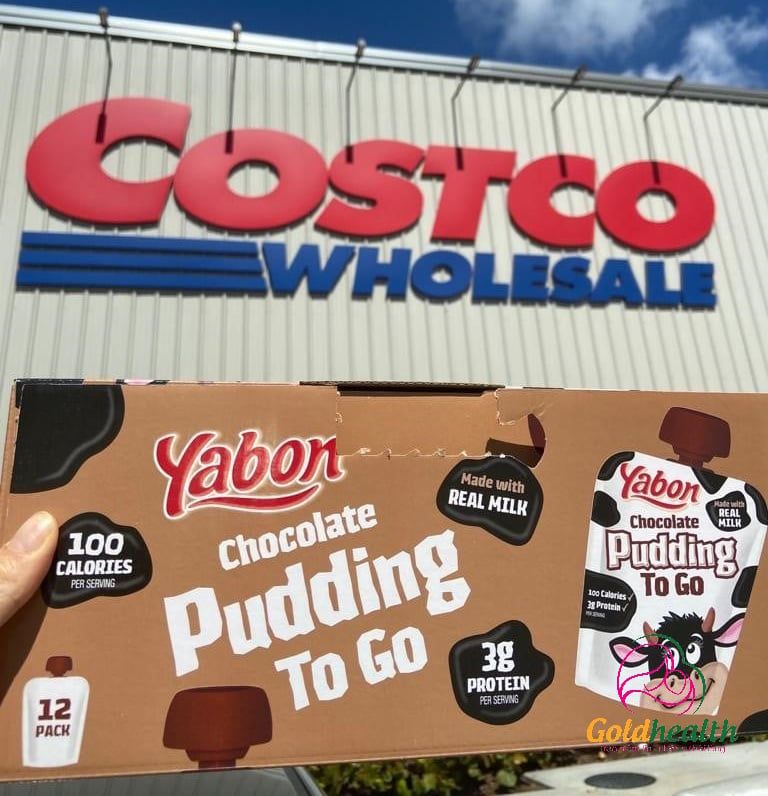 COSTCO
WHOLESALE
Yabon
Chocolate
Pudding
To Go
Made with
REAL MILK
100
CALORIES
PER SERVING
3g
PROTEIN
PER SERVING
12
PACK
Yabon
Made with
REAL
MILK
Chocolate
Pudding
To Go
100 Calories ✓
3g Protein ✓
PER SERVING
Goldhealth